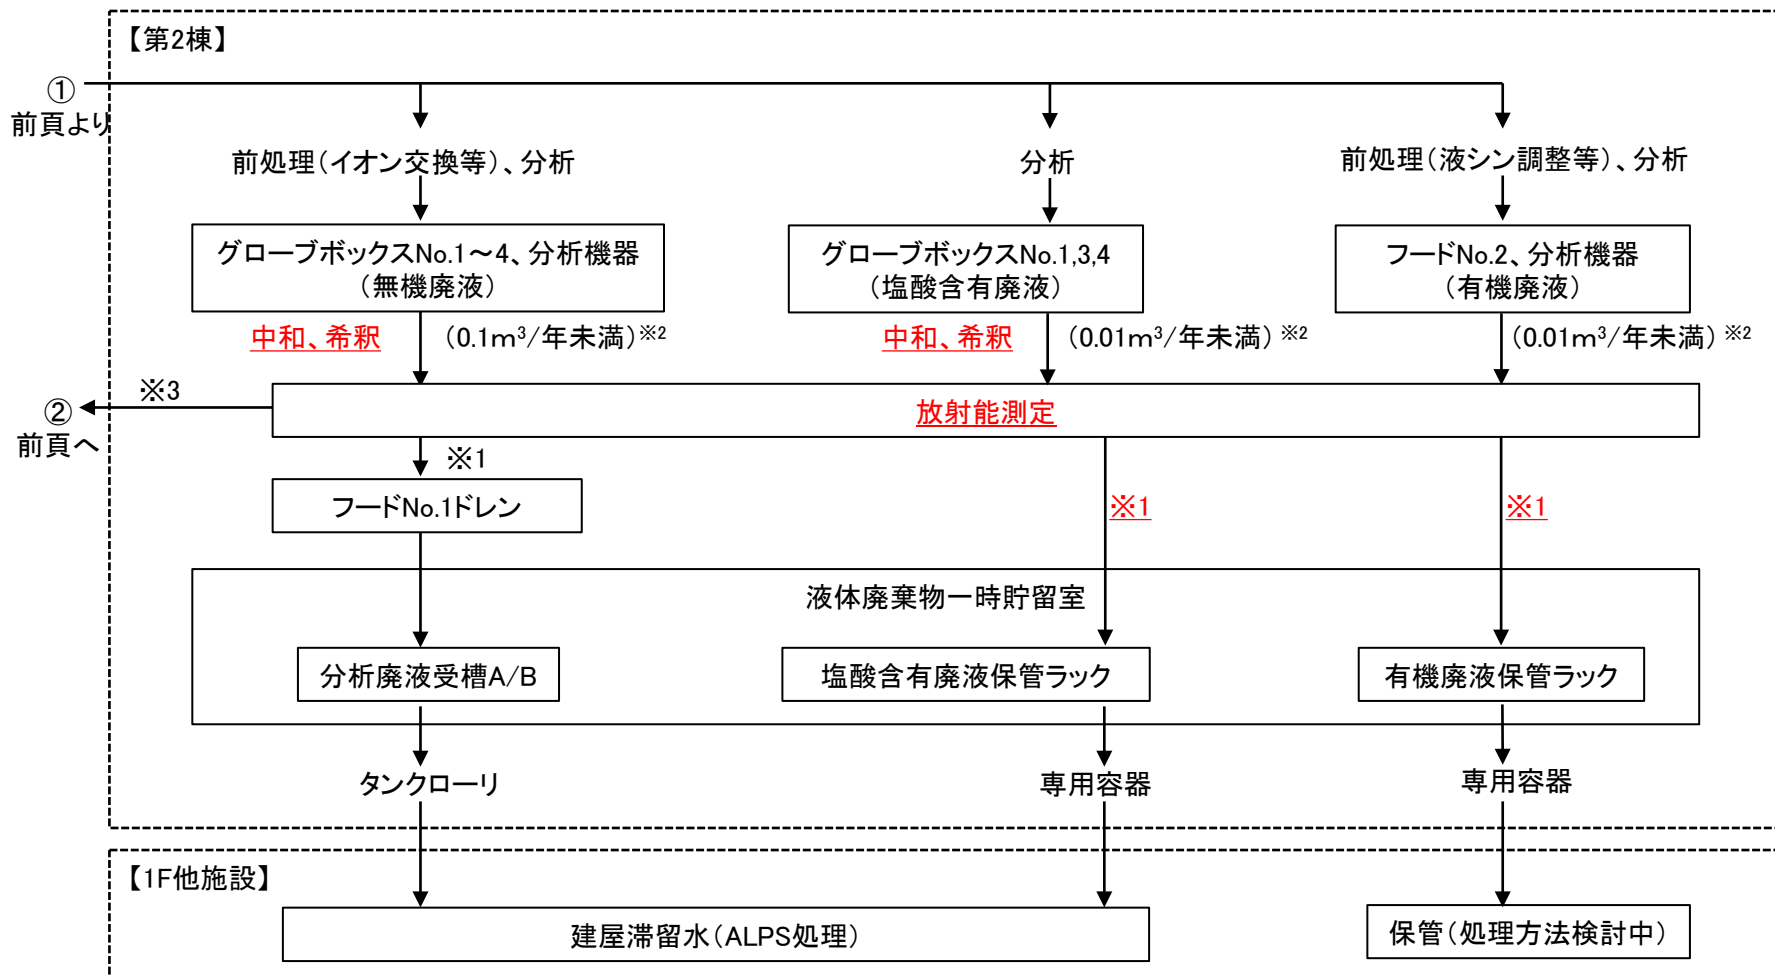 【第2棟】
①
前頁より
前処理(イオン交換等)、分析
分析
前処理(液シン調整等)、分析
グローブボックスNo.1～4、分析機器
(無機廃液)
グローブボックスNo.1,3,4
(塩酸含有廃液)
フードNo.2、分析機器
(有機廃液)
中和、希釈
(0.1m³/年未満)※2
中和、希釈
(0.01m³/年未満)※2
(0.01m³/年未満)※2
※3
②
前頁へ
放射能測定
※1
フードNo.1ドレン
※1
※1
液体廃棄物一時貯留室
分析廃液受槽A/B
塩酸含有廃液保管ラック
有機廃液保管ラック
タンクローリ
専用容器
専用容器
【1F他施設】
建屋滞留水(ALPS処理)
保管(処理方法検討中)